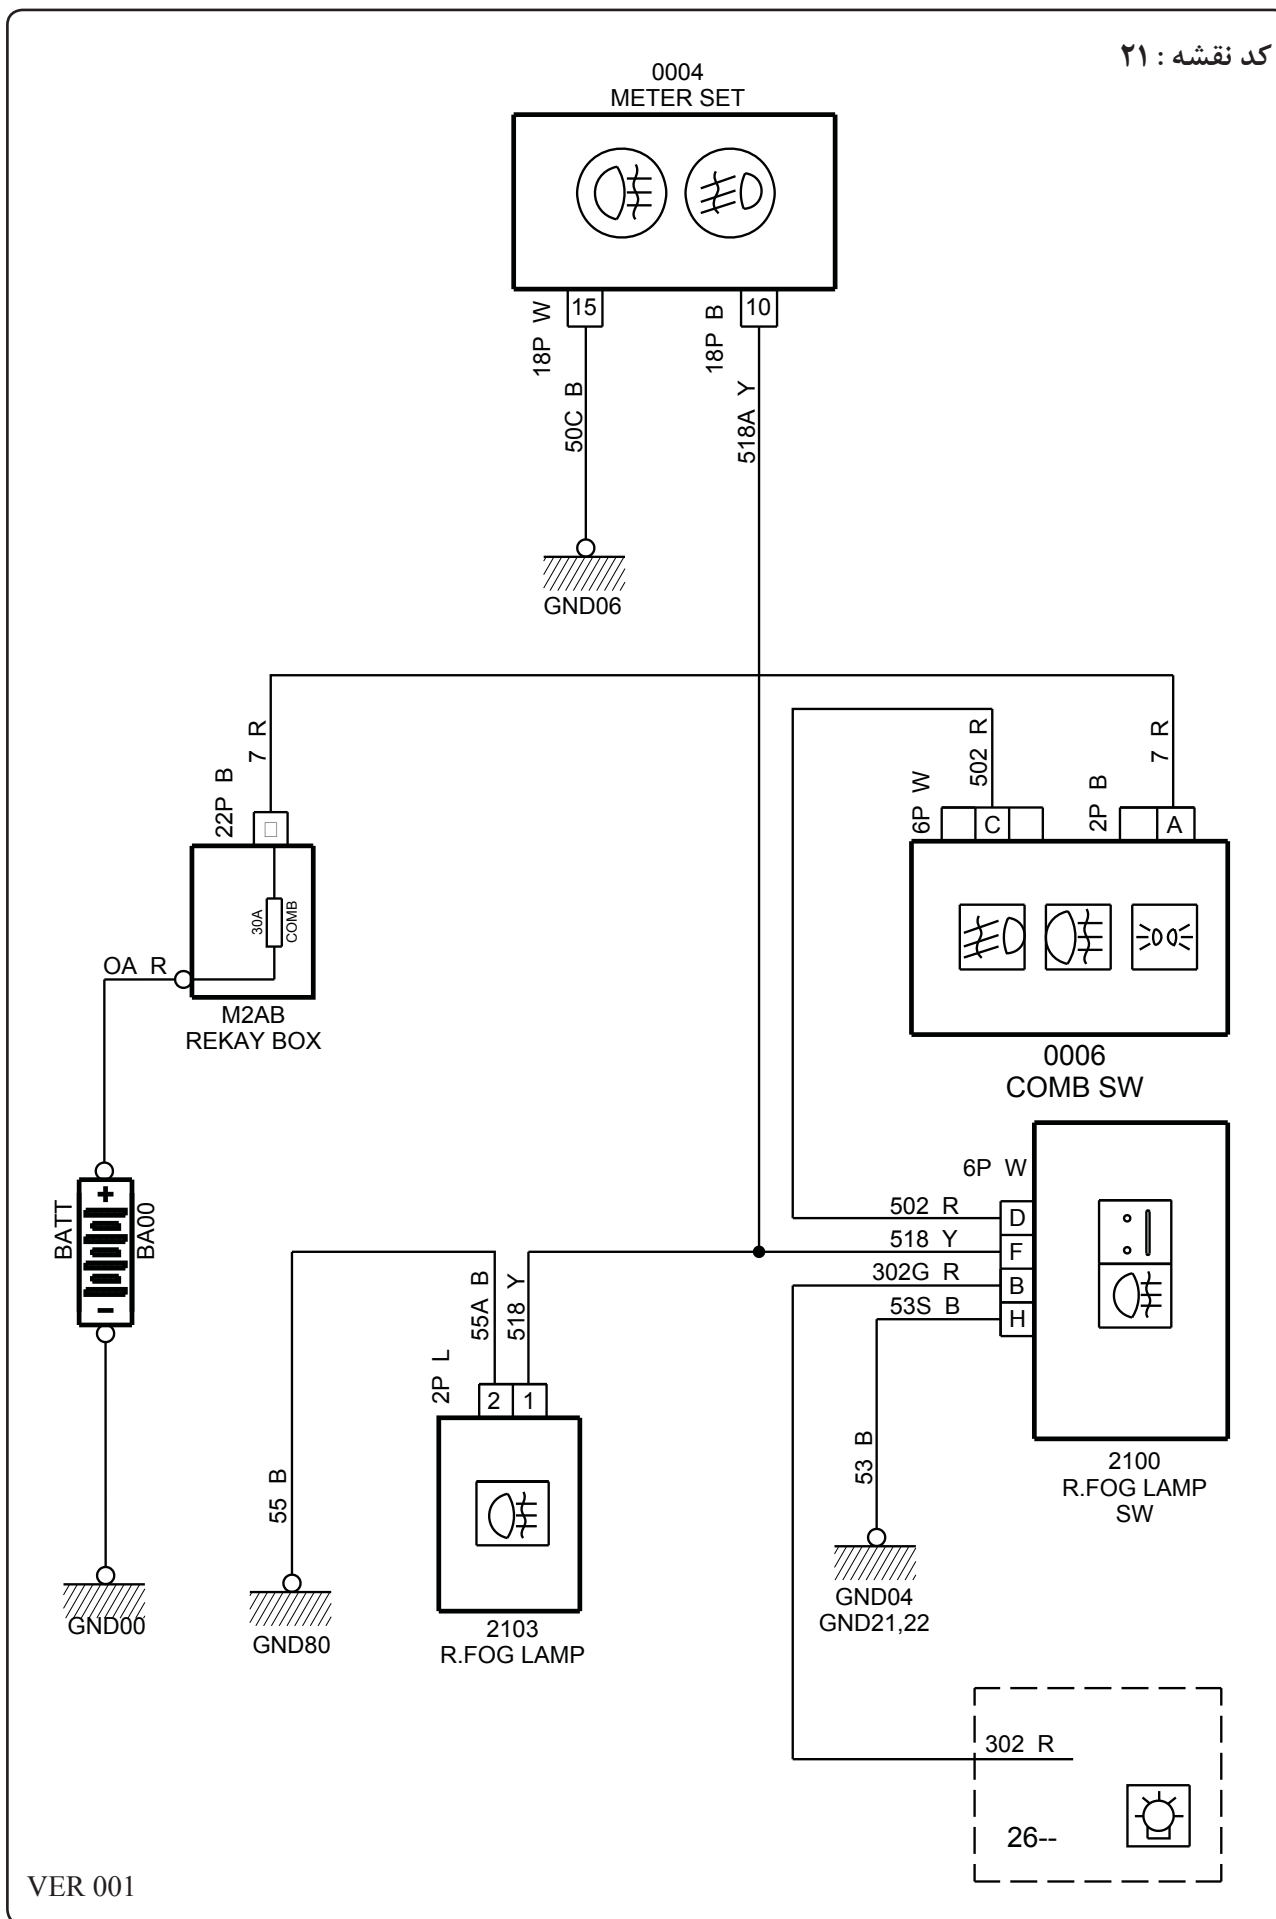 کد نقشه : ۲۱
0004
METER SET
15
10
18P W
18P B
50C B
518A Y
GND06
7 R
22P B
30A
COMB
OA R
M2AB
REKAY BOX
502 R
7 R
6P W
2P B
C
A
0006
COMB SW
BATT
+
−
BA00
GND00
6P W
502 R
D
518 Y
F
302G R
B
53S B
H
2100
R.FOG LAMP
SW
55A B
518 Y
2P L
2
1
55 B
GND80
2103
R.FOG LAMP
53 B
GND04
GND21,22
302 R
26--
VER 001